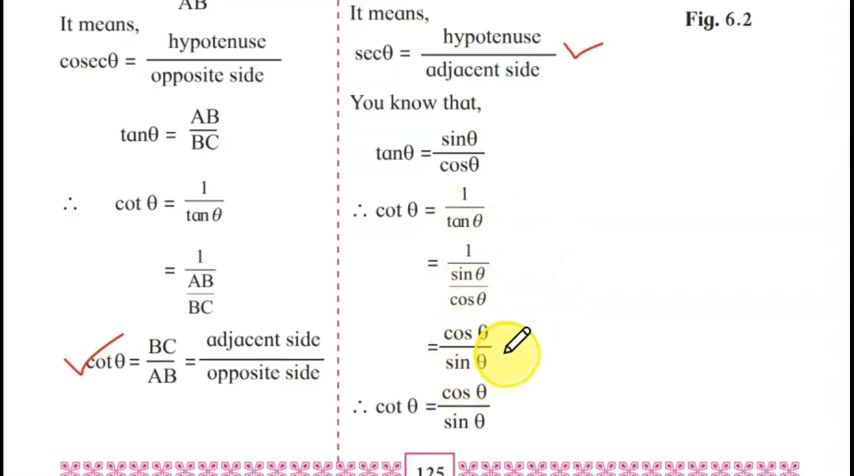 AB
It means,
cosecθ = hypotenuse / opposite side
tanθ = AB / BC
∴ cot θ = 1 / tan θ
= 1 / (AB / BC)
cotθ = BC / AB = adjacent side / opposite side
It means,
secθ = hypotenuse / adjacent side
You know that,
tanθ = sinθ / cosθ
∴ cot θ = 1 / tan θ
= 1 / (sin θ / cos θ)
= cos θ / sin θ
∴ cot θ = cos θ / sin θ
Fig. 6.2
125